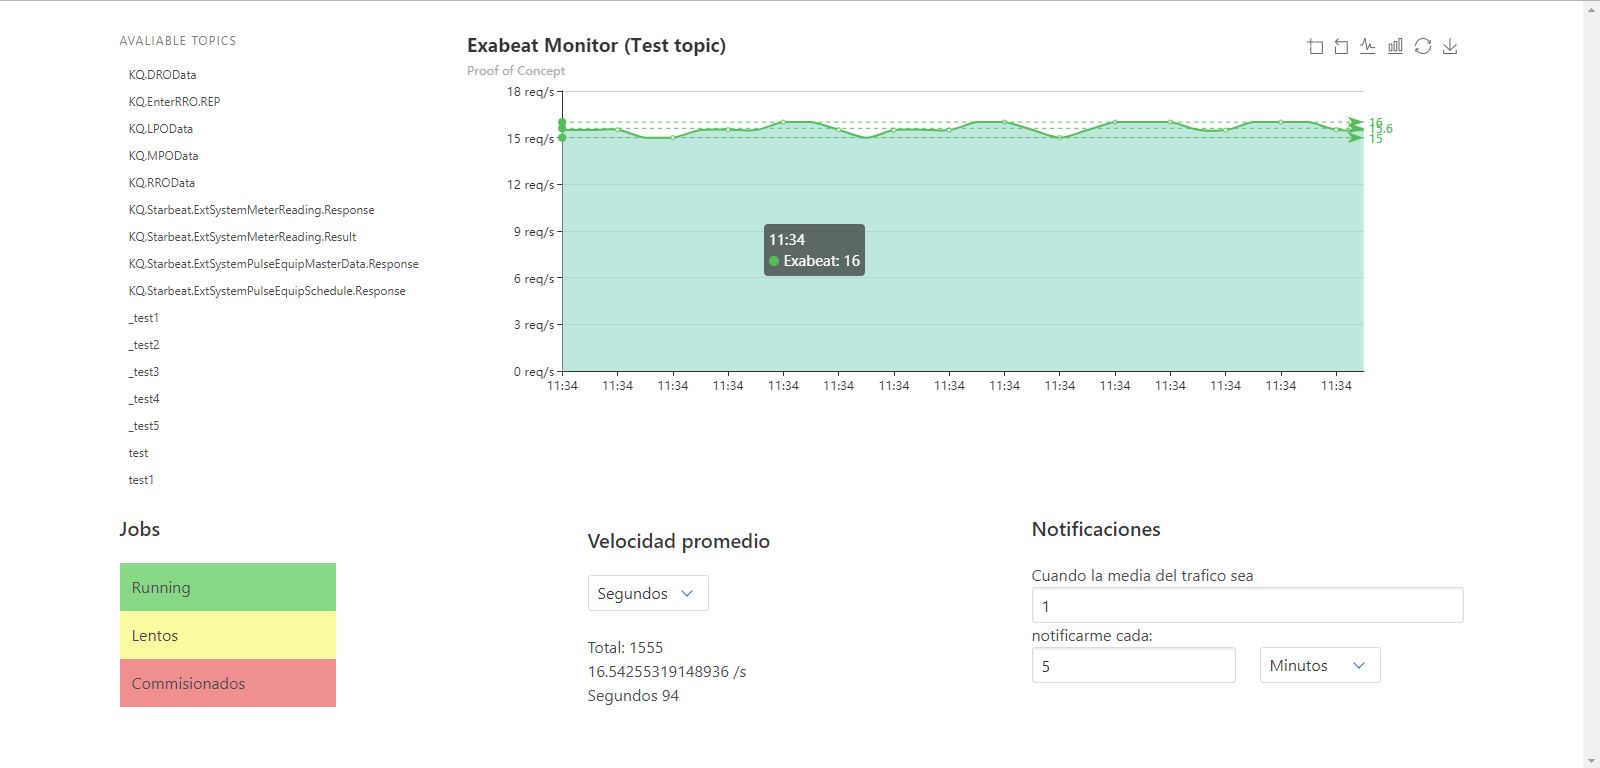 AVALIABLE TOPICS
KQ.DROData
KQ.EnterRRO.REP
KQ.LPOData
KQ.MPOData
KQ.RROData
KQ.Starbeat.ExtSystemMeterReading.Response
KQ.Starbeat.ExtSystemMeterReading.Result
KQ.Starbeat.ExtSystemPulseEquipMasterData.Response
KQ.Starbeat.ExtSystemPulseEquipSchedule.Response
_test1
_test2
_test3
_test4
_test5
test
test1
Exabeat Monitor (Test topic)
Proof of Concept
18 req/s
15 req/s
12 req/s
9 req/s
6 req/s
3 req/s
0 req/s
16
15.6
15
11:34
Exabeat: 16
11:34 11:34 11:34 11:34 11:34 11:34 11:34 11:34 11:34 11:34 11:34 11:34 11:34 11:34 11:34
Jobs
Running
Lentos
Commisionados
Velocidad promedio
Segundos
Total: 1555
16.54255319148936 /s
Segundos 94
Notificaciones
Cuando la media del trafico sea
1
notificarme cada:
5 Minutos